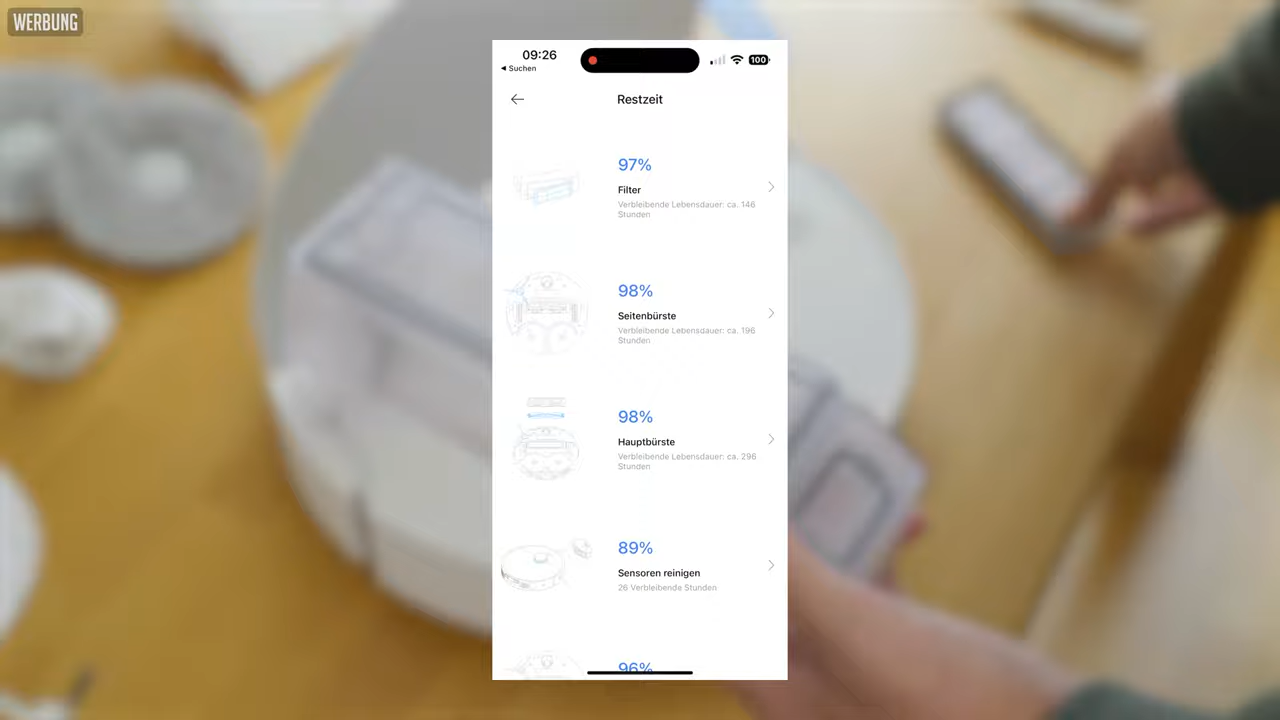 WERBUNG
09:26
100
◄ Suchen
Restzeit
97%
Filter
Verbleibende Lebensdauer: ca. 146
Stunden
98%
Seitenbürste
Verbleibende Lebensdauer: ca. 196
Stunden
98%
Hauptbürste
Verbleibende Lebensdauer: ca. 296
Stunden
89%
Sensoren reinigen
26 Verbleibende Stunden
96%